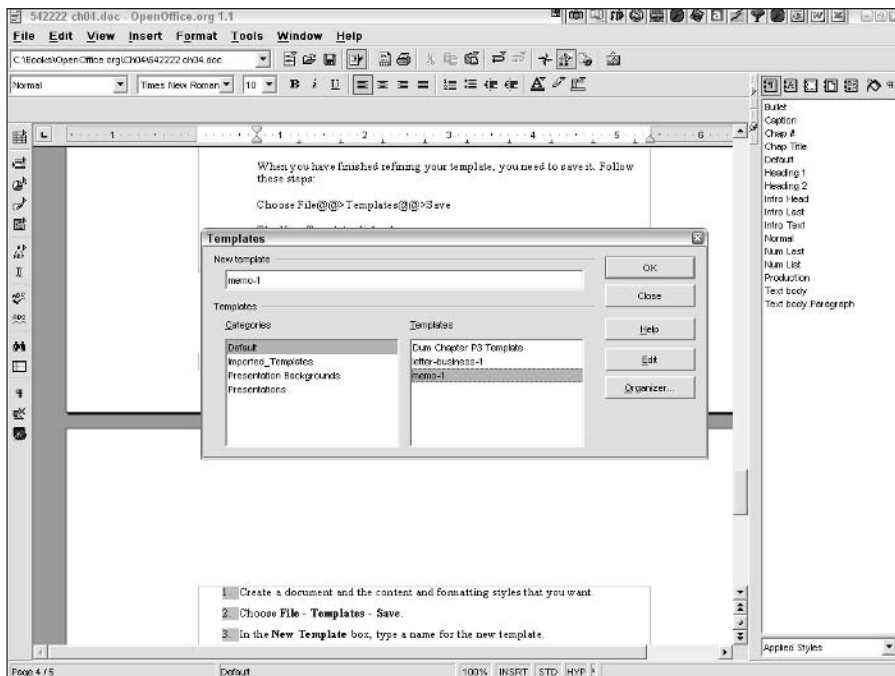 542222 ch04.doc - OpenOffice.org 1.1
File Edit View Insert Format Tools Window Help
C:\Books\OpenOffice.org\Ch04\542222 ch04.doc
Normal Times New Roman 10 B i U
1 1 2 3 4 5 6
When you have finished refining your template, you need to save it. Follow
these steps:
Choose File@@>Templates@@>Save
Templates
New template
memo-1
Templates
Categories
Default
Imported_Templates
Presentation Backgrounds
Presentations
Templates
Dum Chapter P3 Template
letter-business-1
memo-1
OK
Close
Help
Edit
Organizer...
1. Create a document and the content and formatting styles that you want.
2. Choose File - Templates - Save.
3. In the New Template box, type a name for the new template.
Bullet
Caption
Chap #
Chap Title
Default
Heading 1
Heading 2
Intro Head
Intro Last
Intro Text
Normal
Num Last
Num List
Production
Text body
Text body.Paragraph
Applied Styles
Page 4 / 5 Default 100% INSRT STD HYP